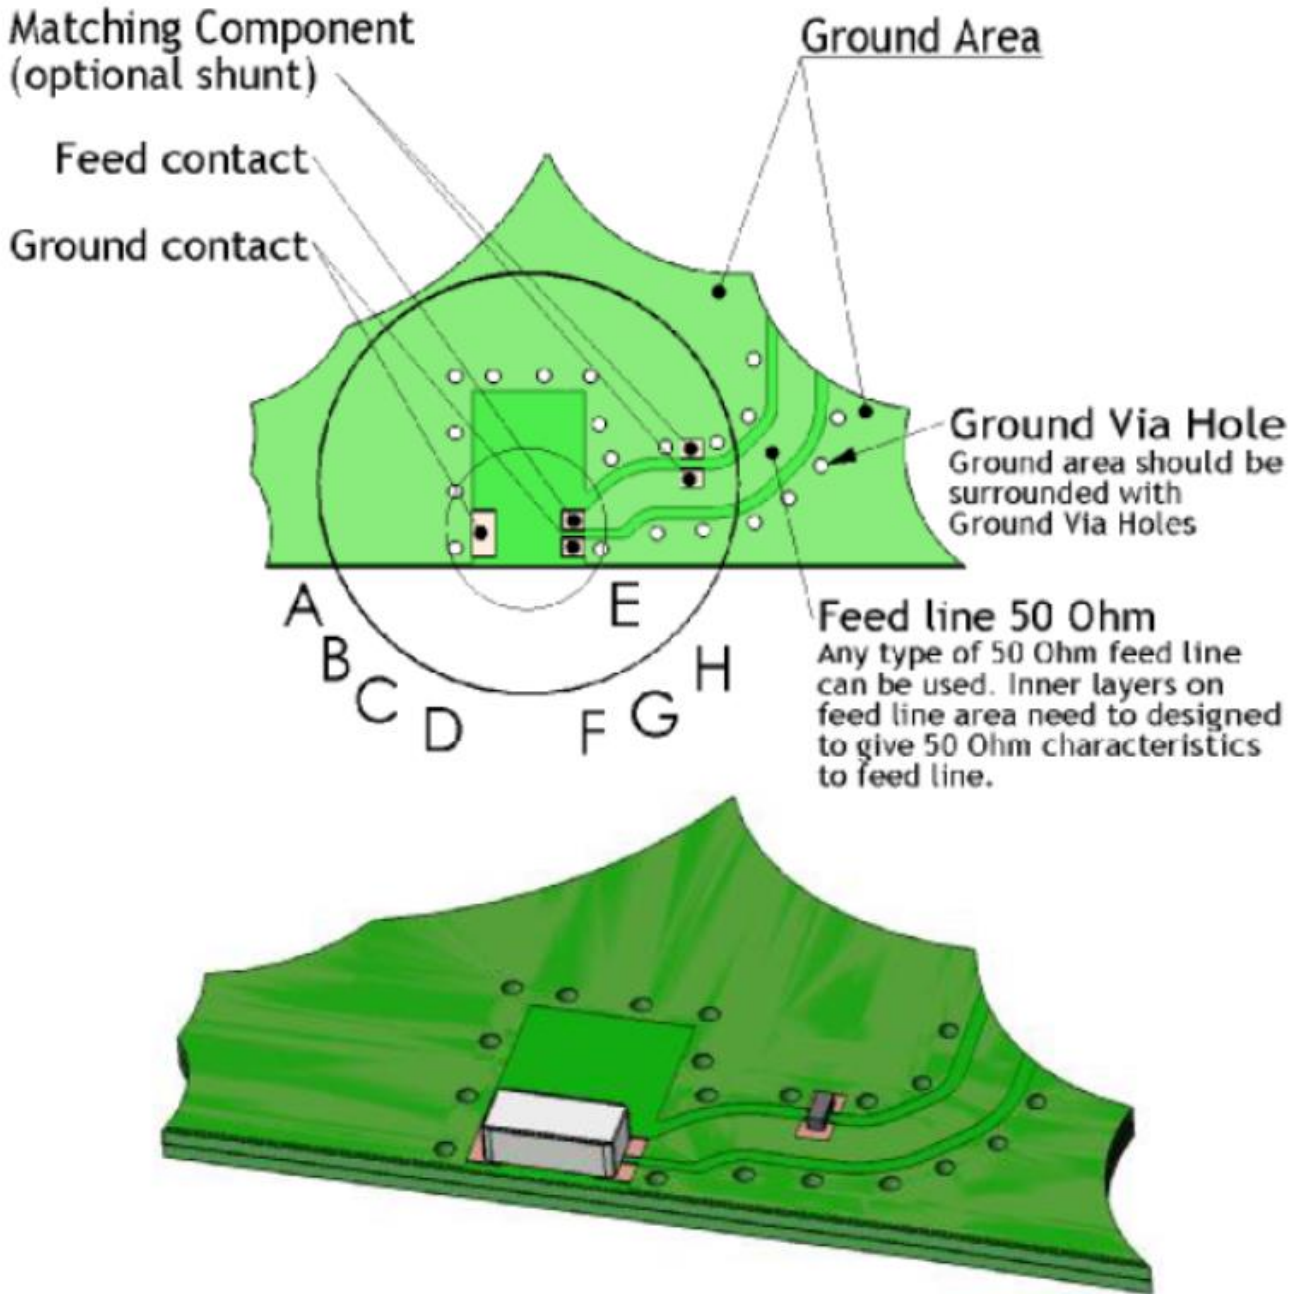 Matching Component
(optional shunt)
Ground Area
Feed contact
Ground contact
Ground Via Hole
Ground area should be
surrounded with
Ground Via Holes
A
B
C
D
E
F
G
H
Feed line 50 Ohm
Any type of 50 Ohm feed line
can be used. Inner layers on
feed line area need to designed
to give 50 Ohm characteristics
to feed line.